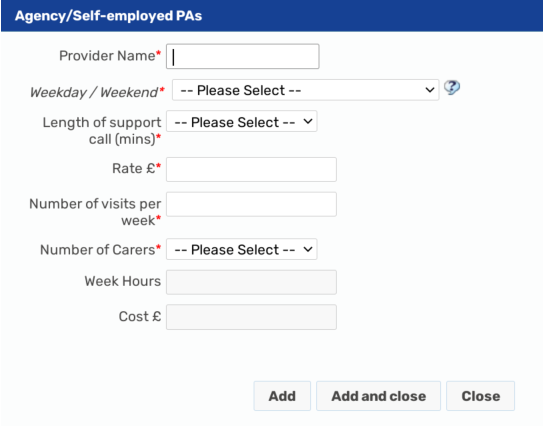 Agency/Self-employed PAs
Provider Name*
Weekday / Weekend* -- Please Select --
Length of support call (mins)* -- Please Select --
Rate £*
Number of visits per week*
Number of Carers* -- Please Select --
Week Hours
Cost £
Add Add and close Close